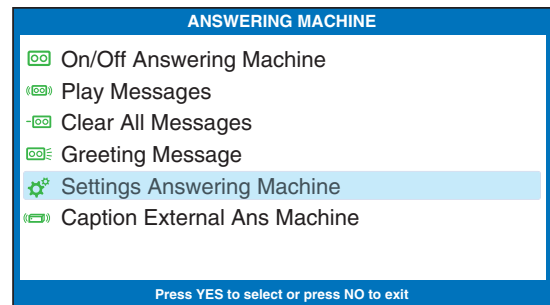 ANSWERING MACHINE
On/Off Answering Machine
Play Messages
Clear All Messages
Greeting Message
Settings Answering Machine
Caption External Ans Machine
Press YES to select or press NO to exit